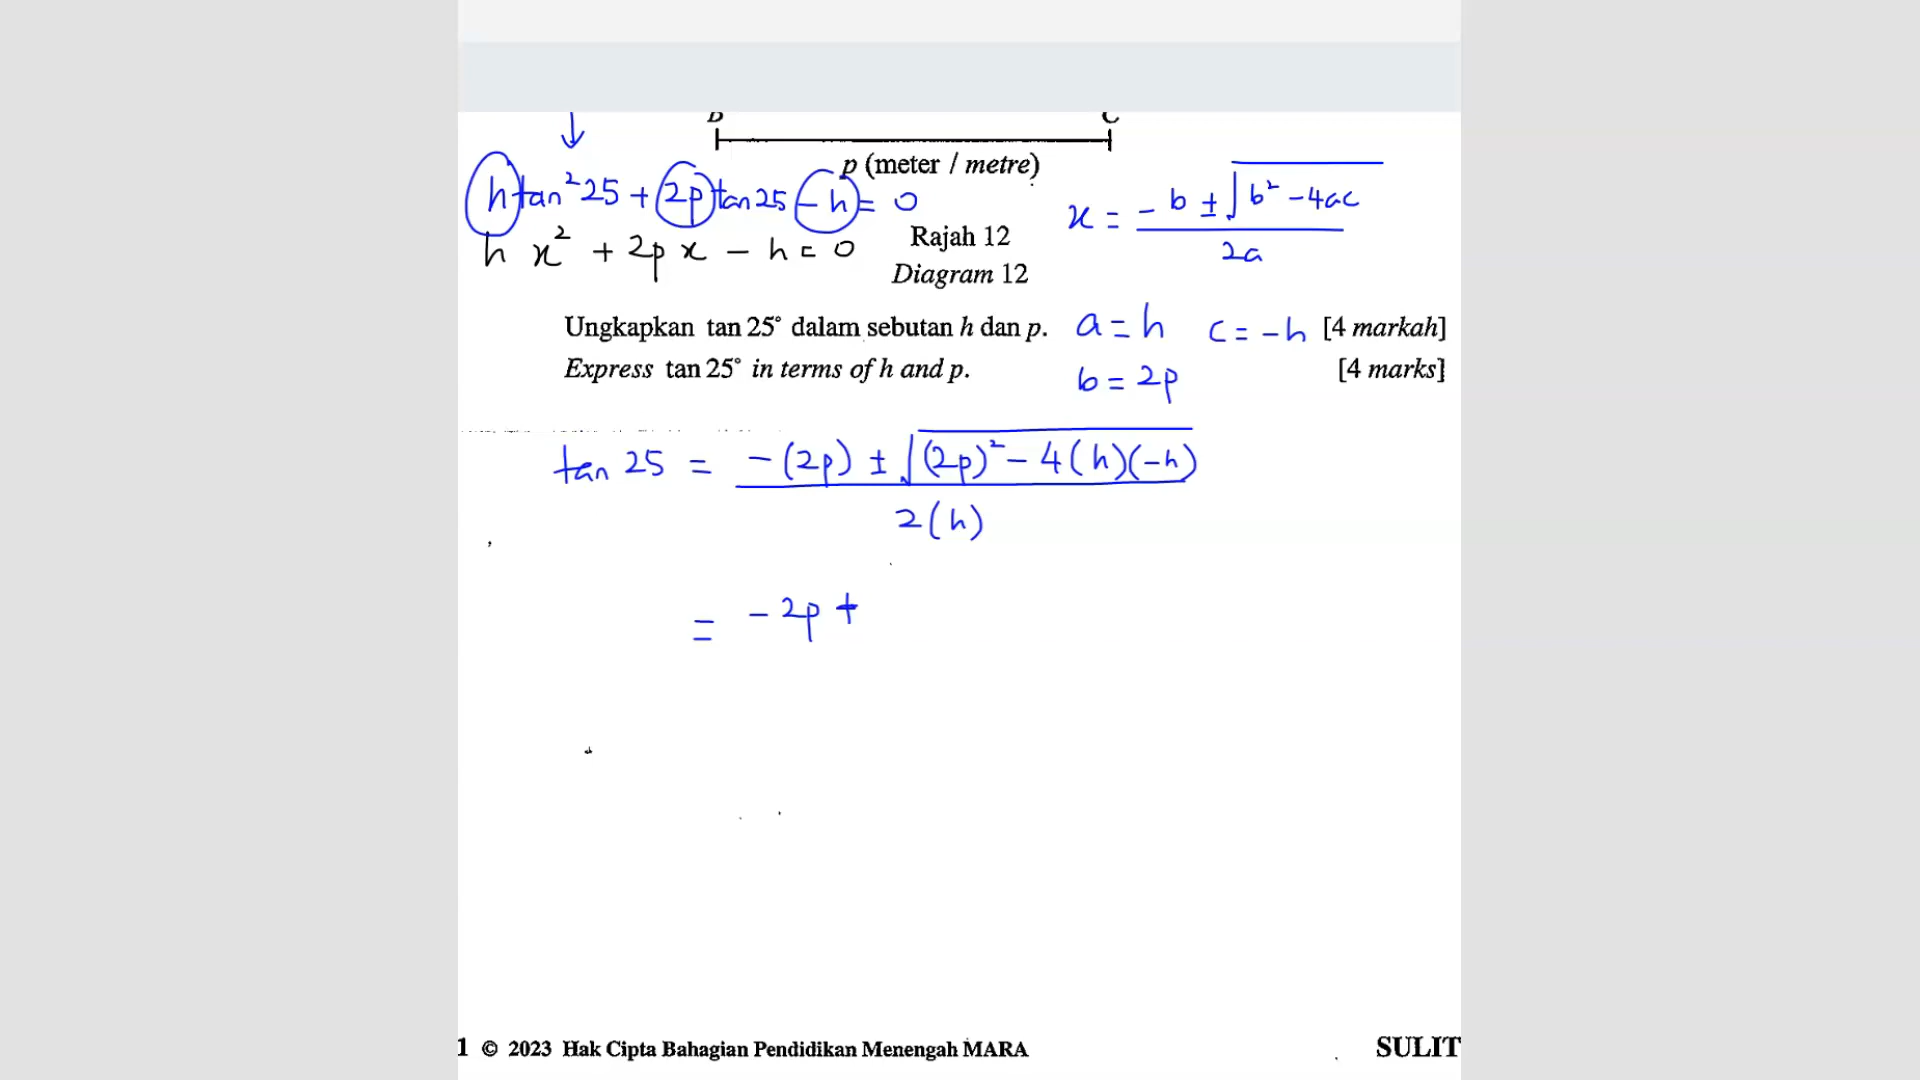 p (meter / metre)
h tan² 25 + 2p tan 25 - h = 0
x = -b ± √b² - 4ac / 2a
h x² + 2p x - h = 0
Rajah 12
Diagram 12
Ungkapkan tan 25° dalam sebutan h dan p. a = h c = -h [4 markah]
Express tan 25° in terms of h and p. b = 2p [4 marks]
tan 25 = -(2p) ± √(2p)² - 4(h)(-h) / 2(h)
= -2p +
1 © 2023 Hak Cipta Bahagian Pendidikan Menengah MARA SULIT